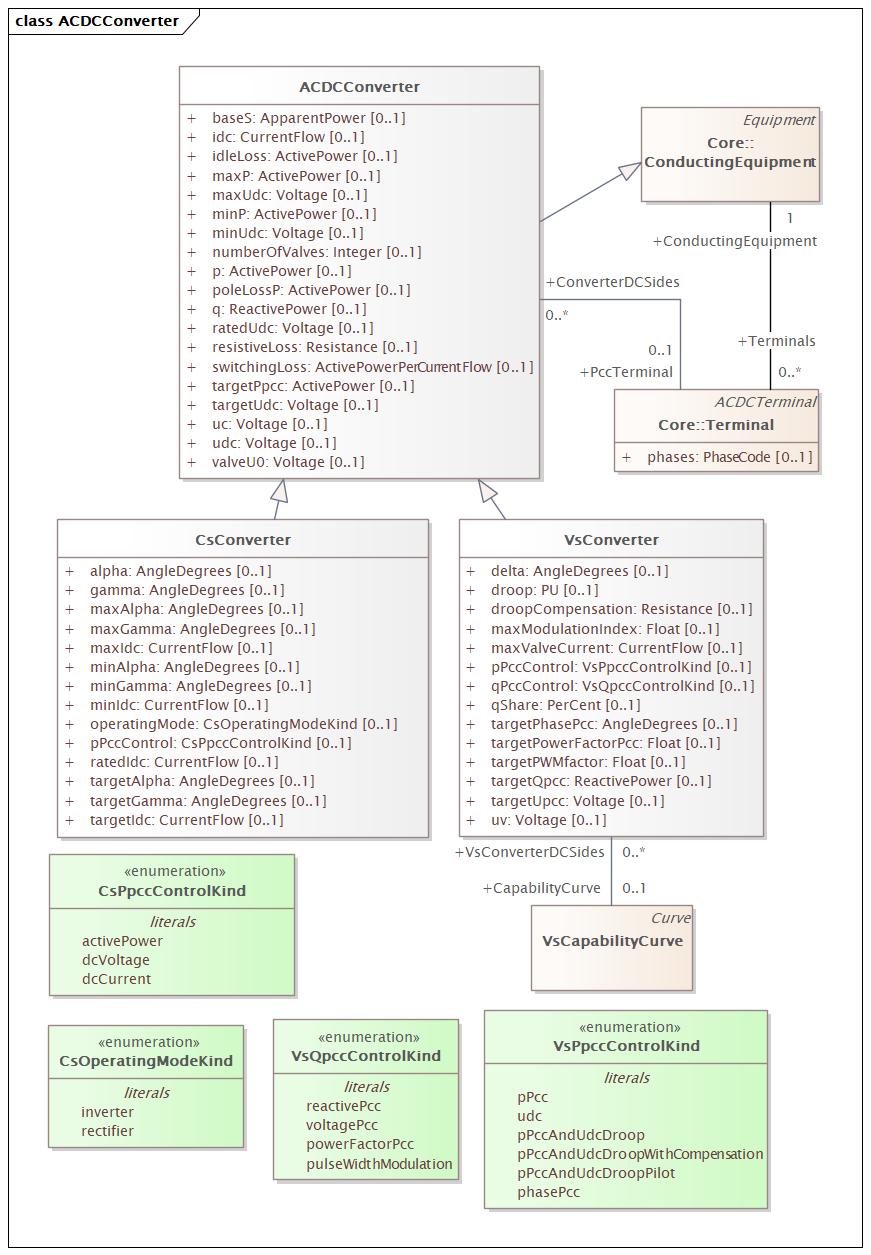 class ACDCConverter
ACDCConverter
+ baseS: ApparentPower [0..1]
+ idc: CurrentFlow [0..1]
+ idleLoss: ActivePower [0..1]
+ maxP: ActivePower [0..1]
+ maxUdc: Voltage [0..1]
+ minP: ActivePower [0..1]
+ minUdc: Voltage [0..1]
+ numberOfValves: Integer [0..1]
+ p: ActivePower [0..1]
+ poleLossP: ActivePower [0..1]
+ q: ReactivePower [0..1]
+ ratedUdc: Voltage [0..1]
+ resistiveLoss: Resistance [0..1]
+ switchingLoss: ActivePowerPerCurrentFlow [0..1]
+ targetPpcc: ActivePower [0..1]
+ targetUdc: Voltage [0..1]
+ uc: Voltage [0..1]
+ udc: Voltage [0..1]
+ valveU0: Voltage [0..1]
Equipment
Core::
ConductingEquipment
1
+ConductingEquipment
+ConverterDCSides
0..*
0..1
+PccTerminal
+Terminals
0..*
ACDCTerminal
Core::Terminal
+ phases: PhaseCode [0..1]
CsConverter
+ alpha: AngleDegrees [0..1]
+ gamma: AngleDegrees [0..1]
+ maxAlpha: AngleDegrees [0..1]
+ maxGamma: AngleDegrees [0..1]
+ maxIdc: CurrentFlow [0..1]
+ minAlpha: AngleDegrees [0..1]
+ minGamma: AngleDegrees [0..1]
+ minIdc: CurrentFlow [0..1]
+ operatingMode: CsOperatingModeKind [0..1]
+ pPccControl: CsPpccControlKind [0..1]
+ ratedIdc: CurrentFlow [0..1]
+ targetAlpha: AngleDegrees [0..1]
+ targetGamma: AngleDegrees [0..1]
+ targetIdc: CurrentFlow [0..1]
VsConverter
+ delta: AngleDegrees [0..1]
+ droop: PU [0..1]
+ droopCompensation: Resistance [0..1]
+ maxModulationIndex: Float [0..1]
+ maxValveCurrent: CurrentFlow [0..1]
+ pPccControl: VsPpccControlKind [0..1]
+ qPccControl: VsQpccControlKind [0..1]
+ qShare: PerCent [0..1]
+ targetPhasePcc: AngleDegrees [0..1]
+ targetPowerFactorPcc: Float [0..1]
+ targetPWMfactor: Float [0..1]
+ targetQpcc: ReactivePower [0..1]
+ targetUpcc: Voltage [0..1]
+ uv: Voltage [0..1]
+VsConverterDCSides 0..*
+CapabilityCurve 0..1
Curve
VsCapabilityCurve
«enumeration»
CsPpccControlKind
literals
activePower
dcVoltage
dcCurrent
«enumeration»
CsOperatingModeKind
literals
inverter
rectifier
«enumeration»
VsQpccControlKind
literals
reactivePcc
voltagePcc
powerFactorPcc
pulseWidthModulation
«enumeration»
VsPpccControlKind
literals
pPcc
udc
pPccAndUdcDroop
pPccAndUdcDroopWithCompensation
pPccAndUdcDroopPilot
phasePcc